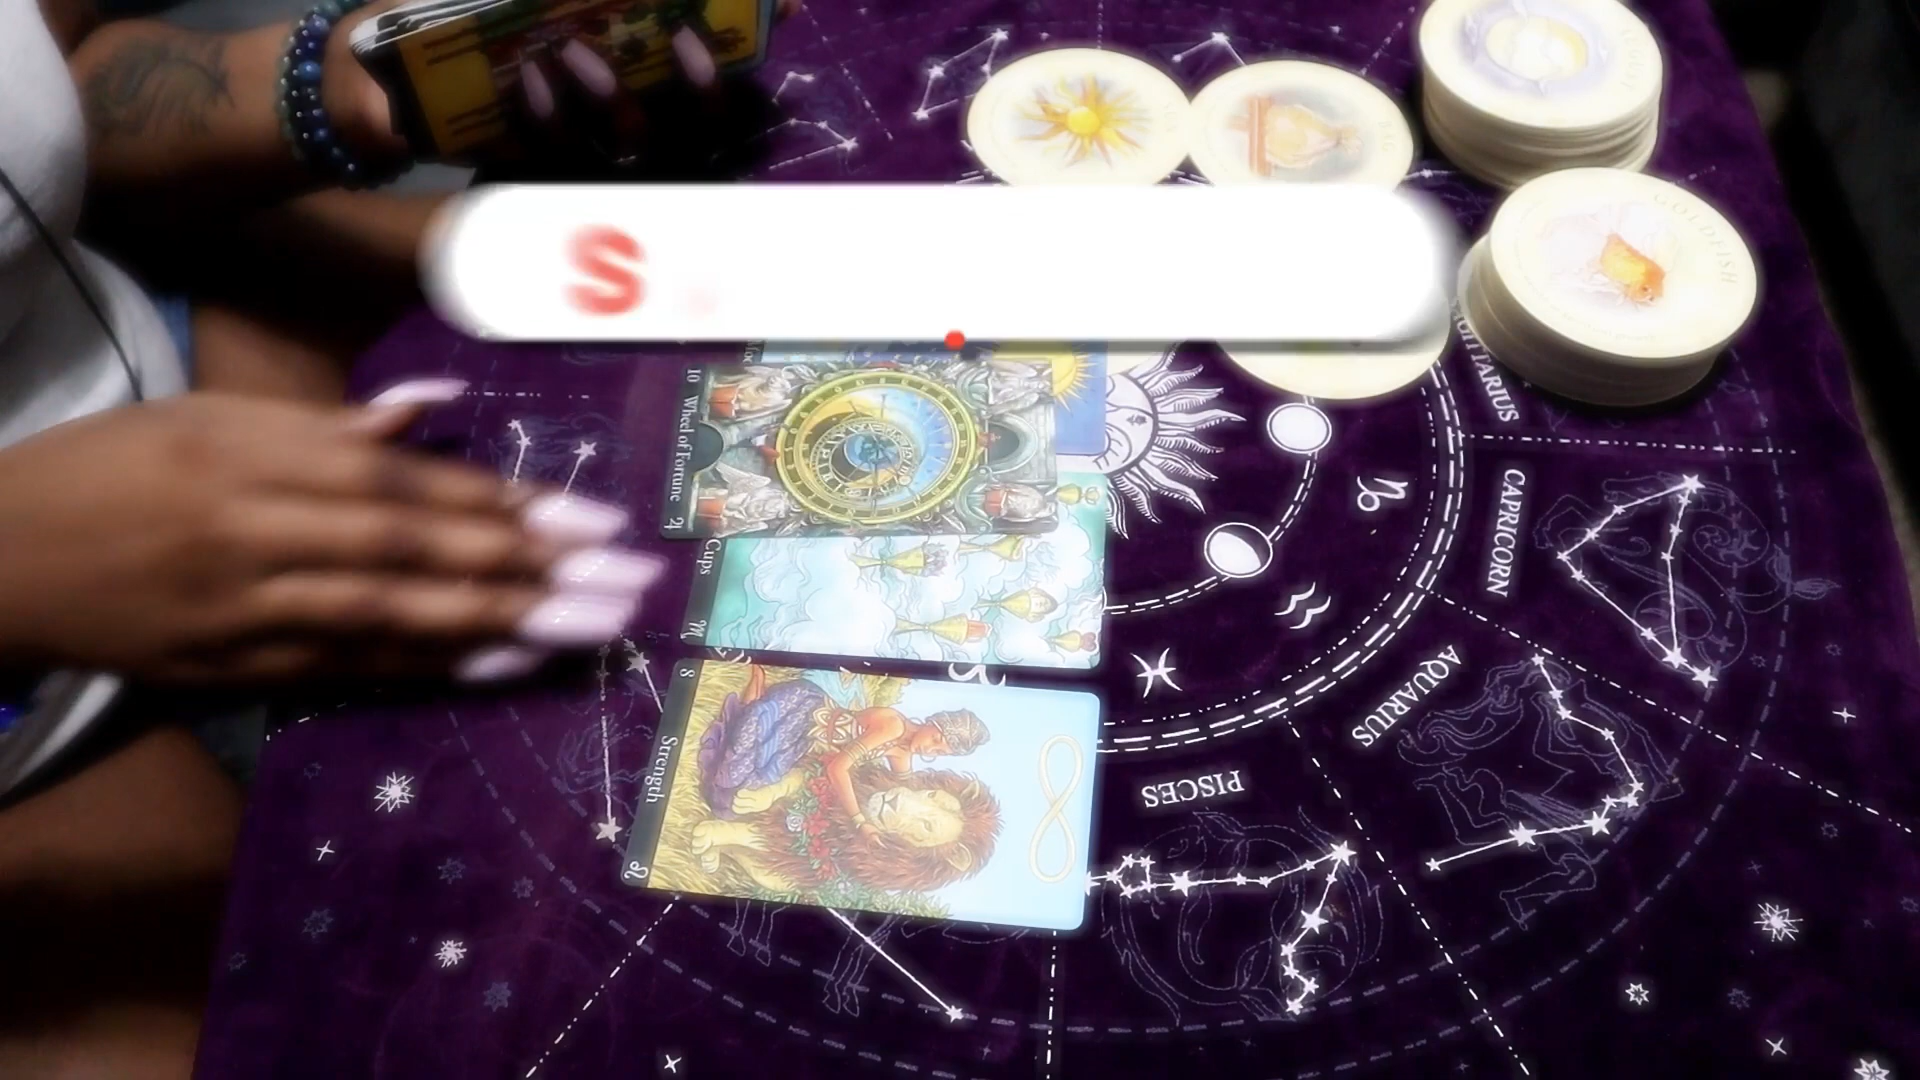 S
GOLDFISH
SAGITTARIUS
10 Wheel of Fortune
CAPRICORN
Cups
AQUARIUS
8 Strength
PISCES